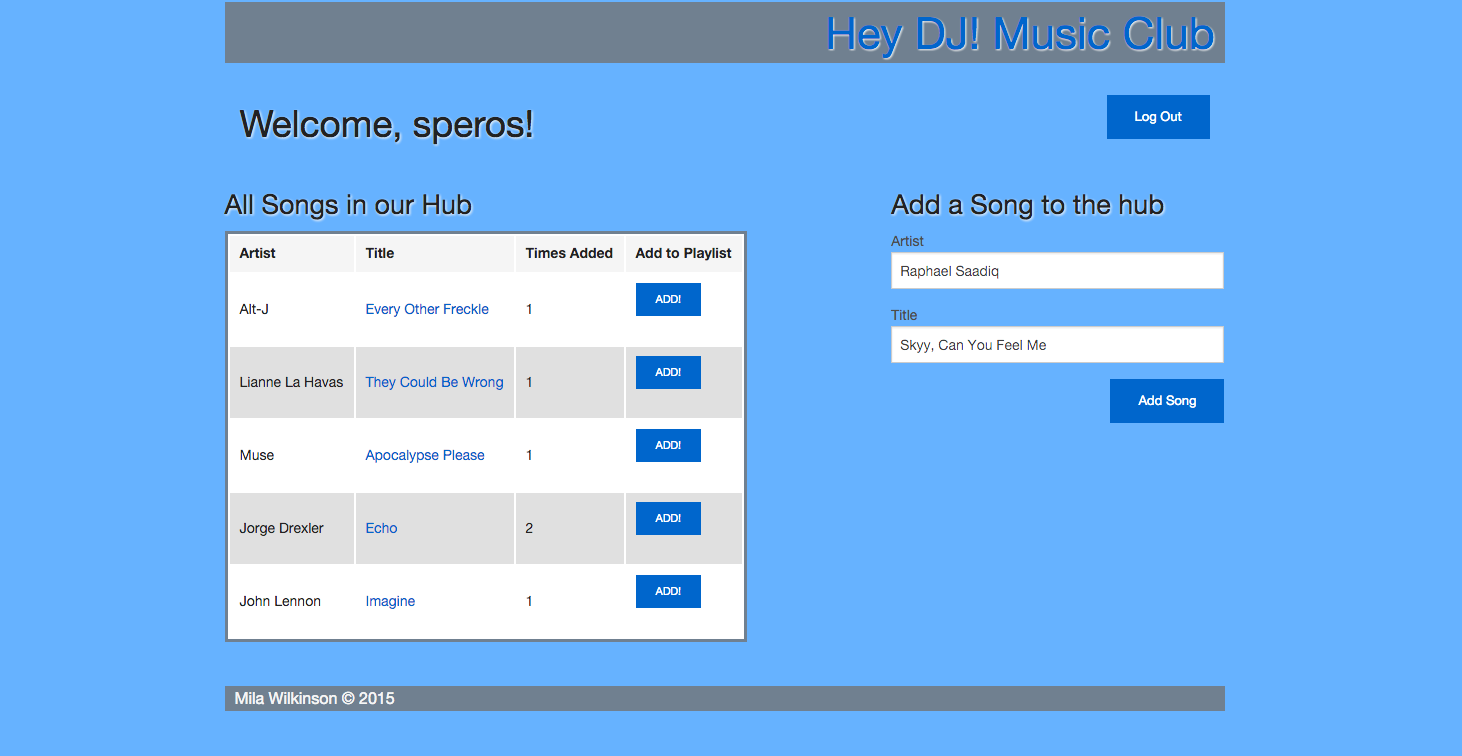 Hey DJ! Music Club
Welcome, speros!
Log Out
All Songs in our Hub
Artist Title Times Added Add to Playlist
Alt-J Every Other Freckle 1 ADD!
Lianne La Havas They Could Be Wrong 1 ADD!
Muse Apocalypse Please 1 ADD!
Jorge Drexler Echo 2 ADD!
John Lennon Imagine 1 ADD!
Add a Song to the hub
Artist
Raphael Saadiq
Title
Skyy, Can You Feel Me
Add Song
Mila Wilkinson © 2015